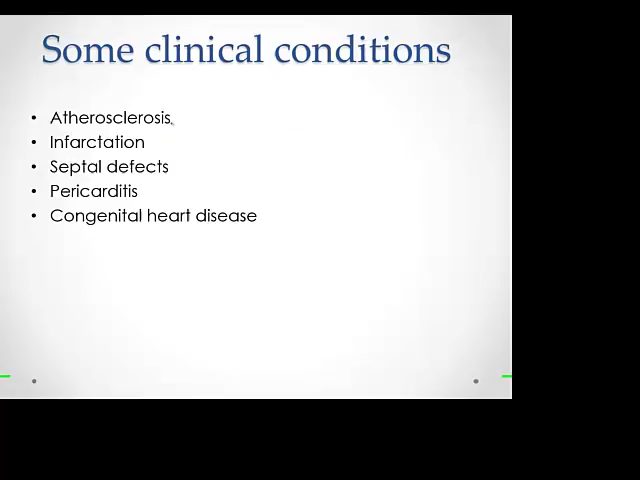 Some clinical conditions
• Atherosclerosis
• Infarctation
• Septal defects
• Pericarditis
• Congenital heart disease